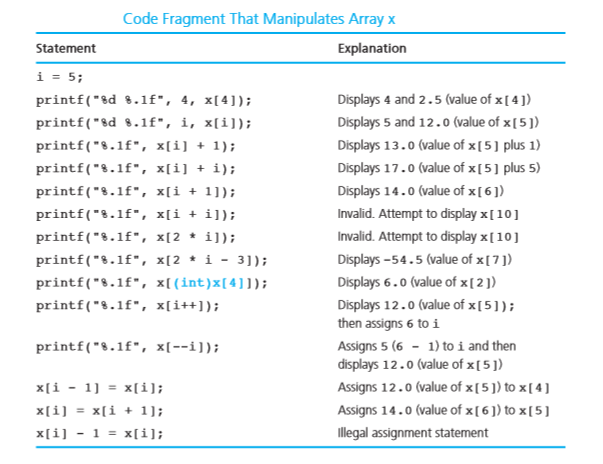 Code Fragment That Manipulates Array x
Statement Explanation
i = 5;
printf("%d %.1f", 4, x[4]); Displays 4 and 2.5 (value of x[4])
printf("%d %.1f", i, x[i]); Displays 5 and 12.0 (value of x[5])
printf("%.1f", x[i] + 1); Displays 13.0 (value of x[5] plus 1)
printf("%.1f", x[i] + i); Displays 17.0 (value of x[5] plus 5)
printf("%.1f", x[i + 1]); Displays 14.0 (value of x[6])
printf("%.1f", x[i + i]); Invalid. Attempt to display x[10]
printf("%.1f", x[2 * i]); Invalid. Attempt to display x[10]
printf("%.1f", x[2 * i - 3]); Displays -54.5 (value of x[7])
printf("%.1f", x[(int)x[4]]); Displays 6.0 (value of x[2])
printf("%.1f", x[i++]); Displays 12.0 (value of x[5]);
then assigns 6 to i
printf("%.1f", x[--i]); Assigns 5 (6 - 1) to i and then
displays 12.0 (value of x[5])
x[i - 1] = x[i]; Assigns 12.0 (value of x[5]) to x[4]
x[i] = x[i + 1]; Assigns 14.0 (value of x[6]) to x[5]
x[i] - 1 = x[i]; Illegal assignment statement